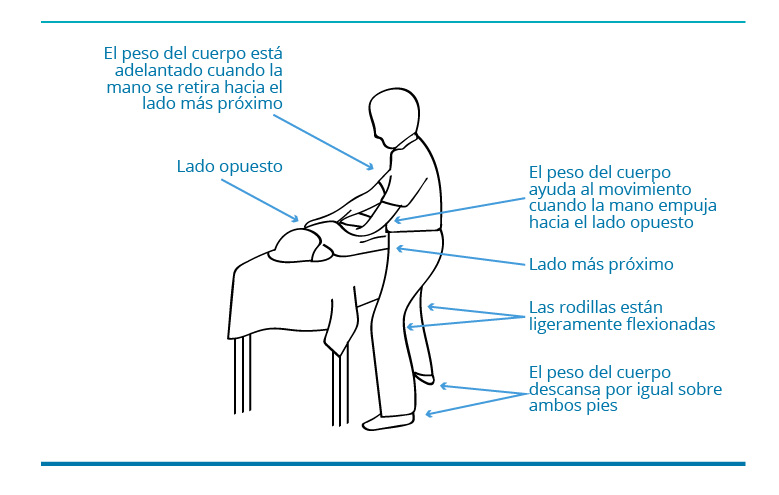 El peso del cuerpo está
adelantado cuando la
mano se retira hacia el
lado más próximo
Lado opuesto
El peso del cuerpo
ayuda al movimiento
cuando la mano empuja
hacia el lado opuesto
Lado más próximo
Las rodillas están
ligeramente flexionadas
El peso del cuerpo
descansa por igual sobre
ambos pies